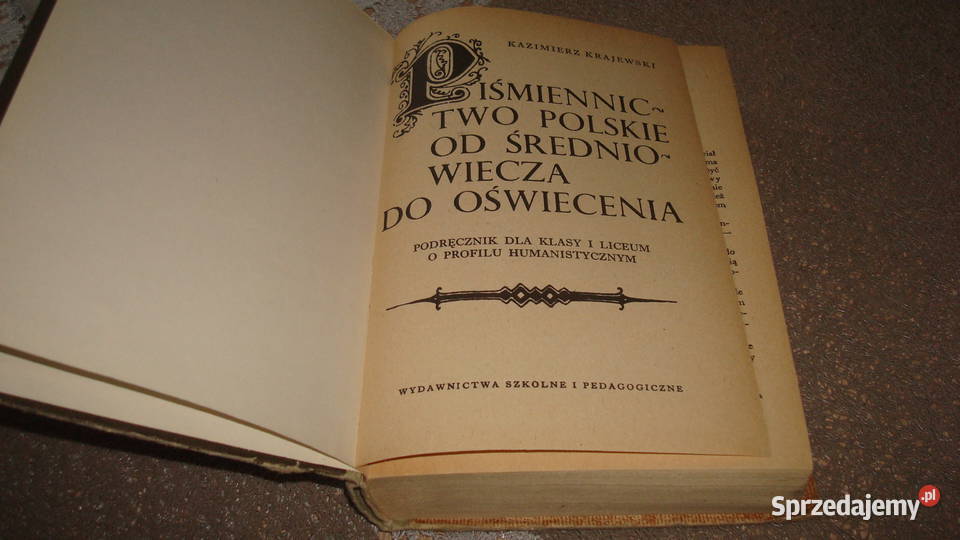 KAZIMIERZ KRAJEWSKI
PIŚMIENNIC~
TWO POLSKIE
OD ŚREDNIO~
WIECZA
DO OŚWIECENIA
PODRĘCZNIK DLA KLASY I LICEUM
O PROFILU HUMANISTYCZNYM
WYDAWNICTWA SZKOLNE I PEDAGOGICZNE
Sprzedajemy.pl